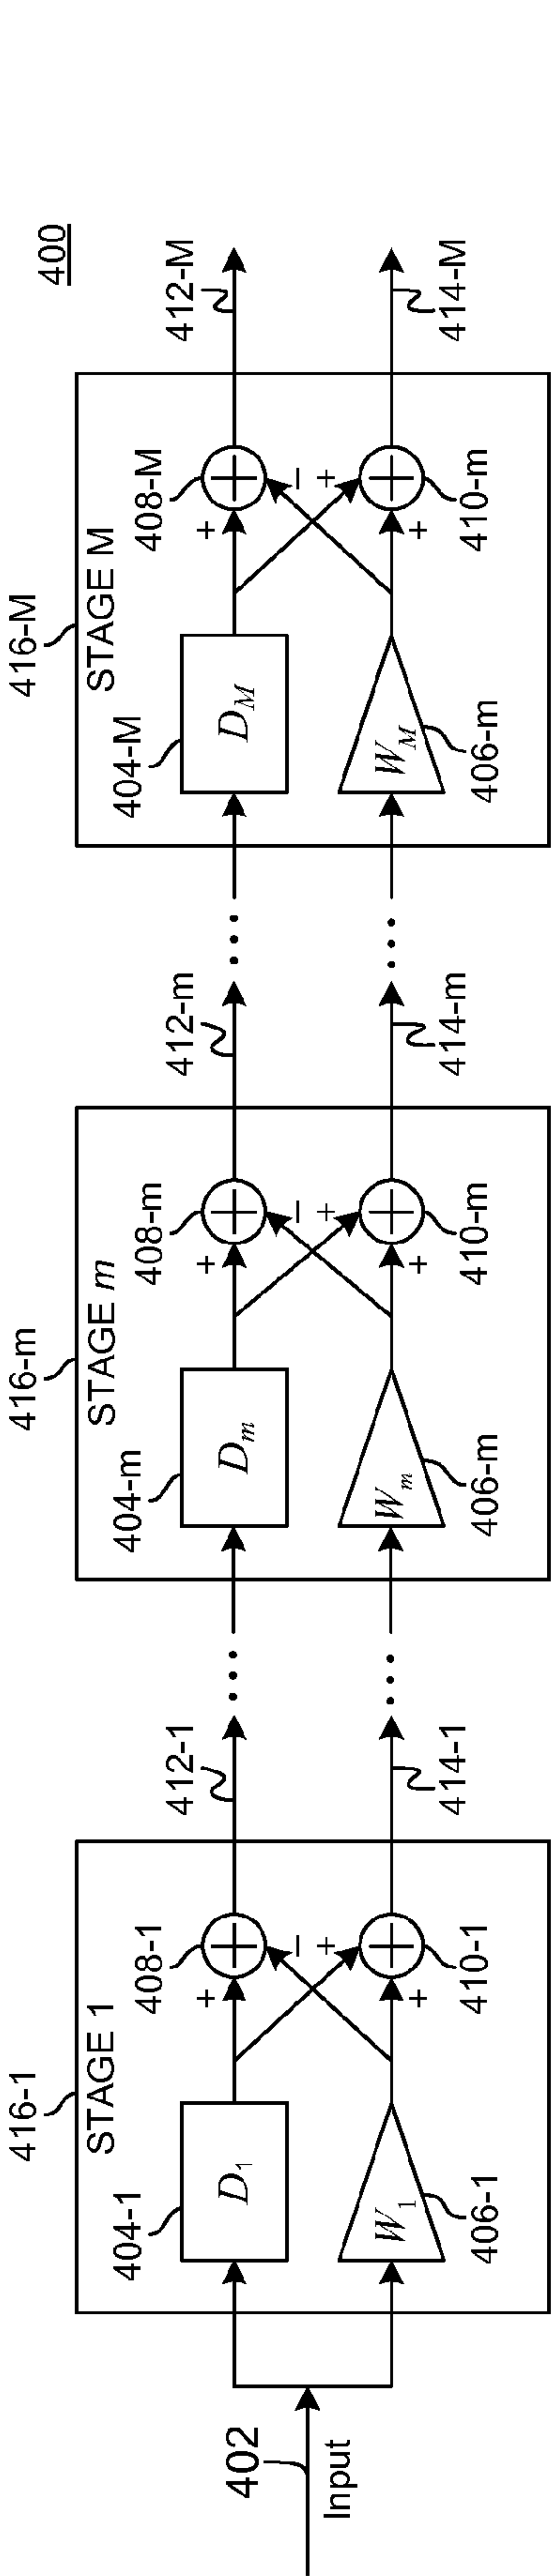 400
416-1
STAGE 1
404-1
D1
408-1
+
−
+
+
412-1
402
Input
W1
406-1
410-1
414-1
...
...
416-m
STAGE m
404-m
Dm
408-m
+
−
+
+
412-m
Wm
406-m
410-m
414-m
...
...
416-M
STAGE M
404-M
DM
408-M
+
−
+
+
412-M
WM
406-m
410-m
414-M